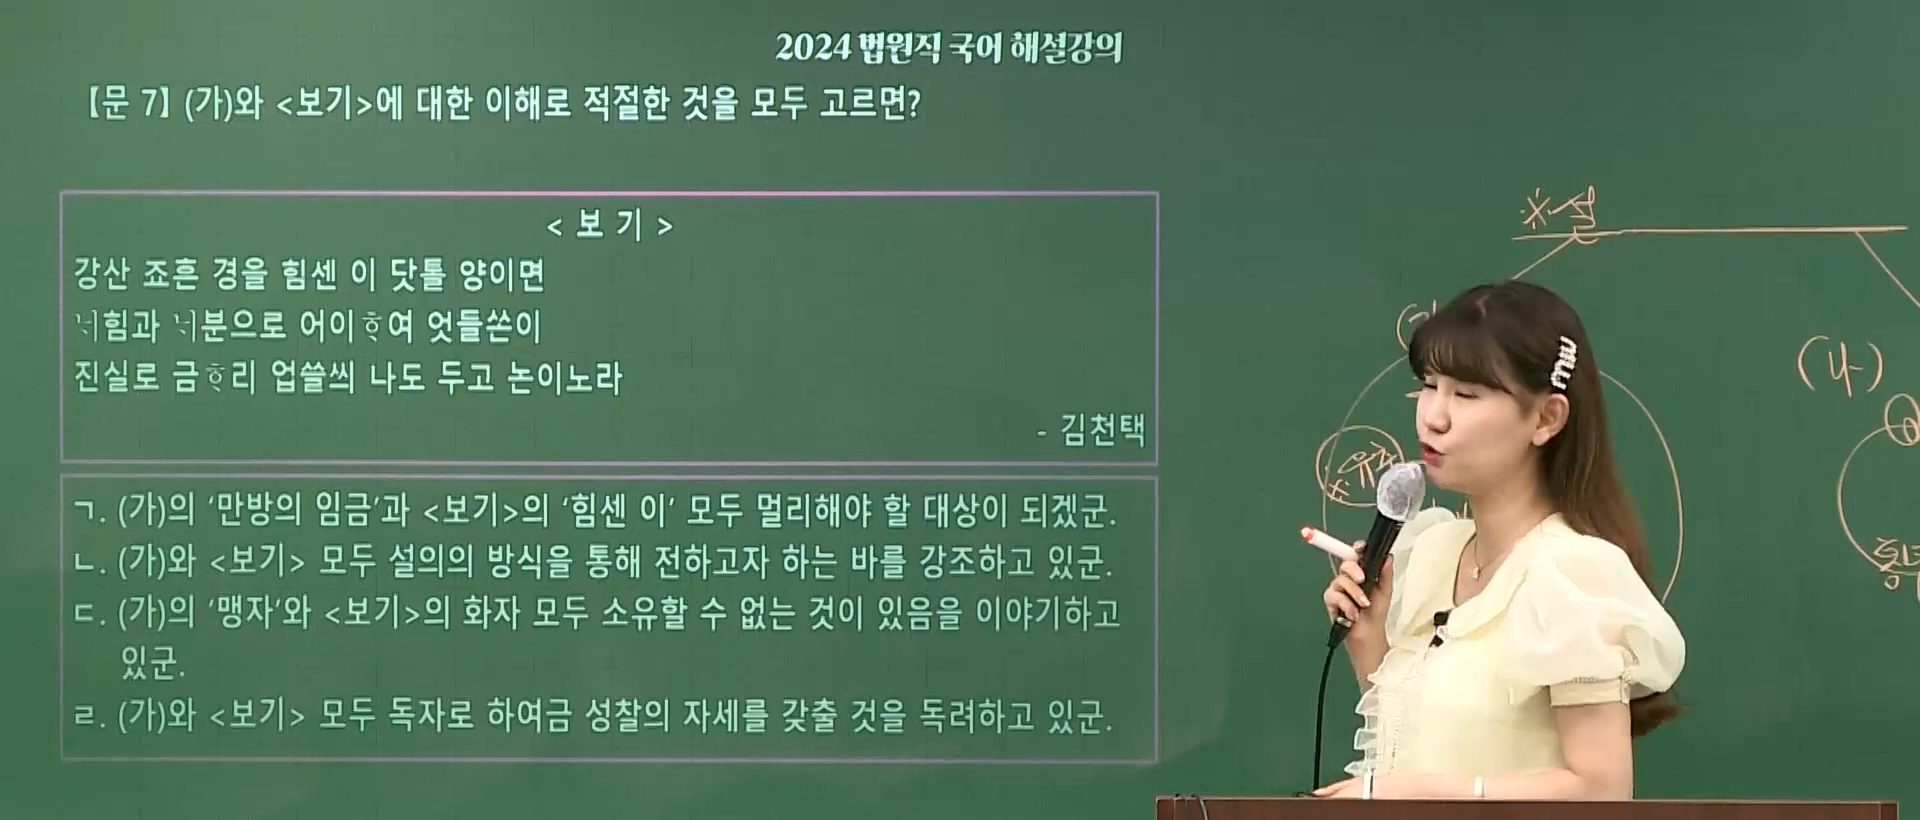 2024 법원직 국어 해설강의
【문 7】 (가)와 <보기>에 대한 이해로 적절한 것을 모두 고르면?
< 보 기 >
강산 죠흔 경을 힘센 이 닷톨 양이면
ᄂᆡ힘과 ᄂᆡ분으로 어이ᄒᆞ여 엇들쏜이
진실로 금ᄒᆞ리 업쓸씌 나도 두고 논이노라
- 김천택
ㄱ. (가)의 ‘만방의 임금’과 <보기>의 ‘힘센 이’ 모두 멀리해야 할 대상이 되겠군.
ㄴ. (가)와 <보기> 모두 설의의 방식을 통해 전하고자 하는 바를 강조하고 있군.
ㄷ. (가)의 ‘맹자’와 <보기>의 화자 모두 소유할 수 없는 것이 있음을 이야기하고
있군.
ㄹ. (가)와 <보기> 모두 독자로 하여금 성찰의 자세를 갖출 것을 독려하고 있군.
※설
(나)